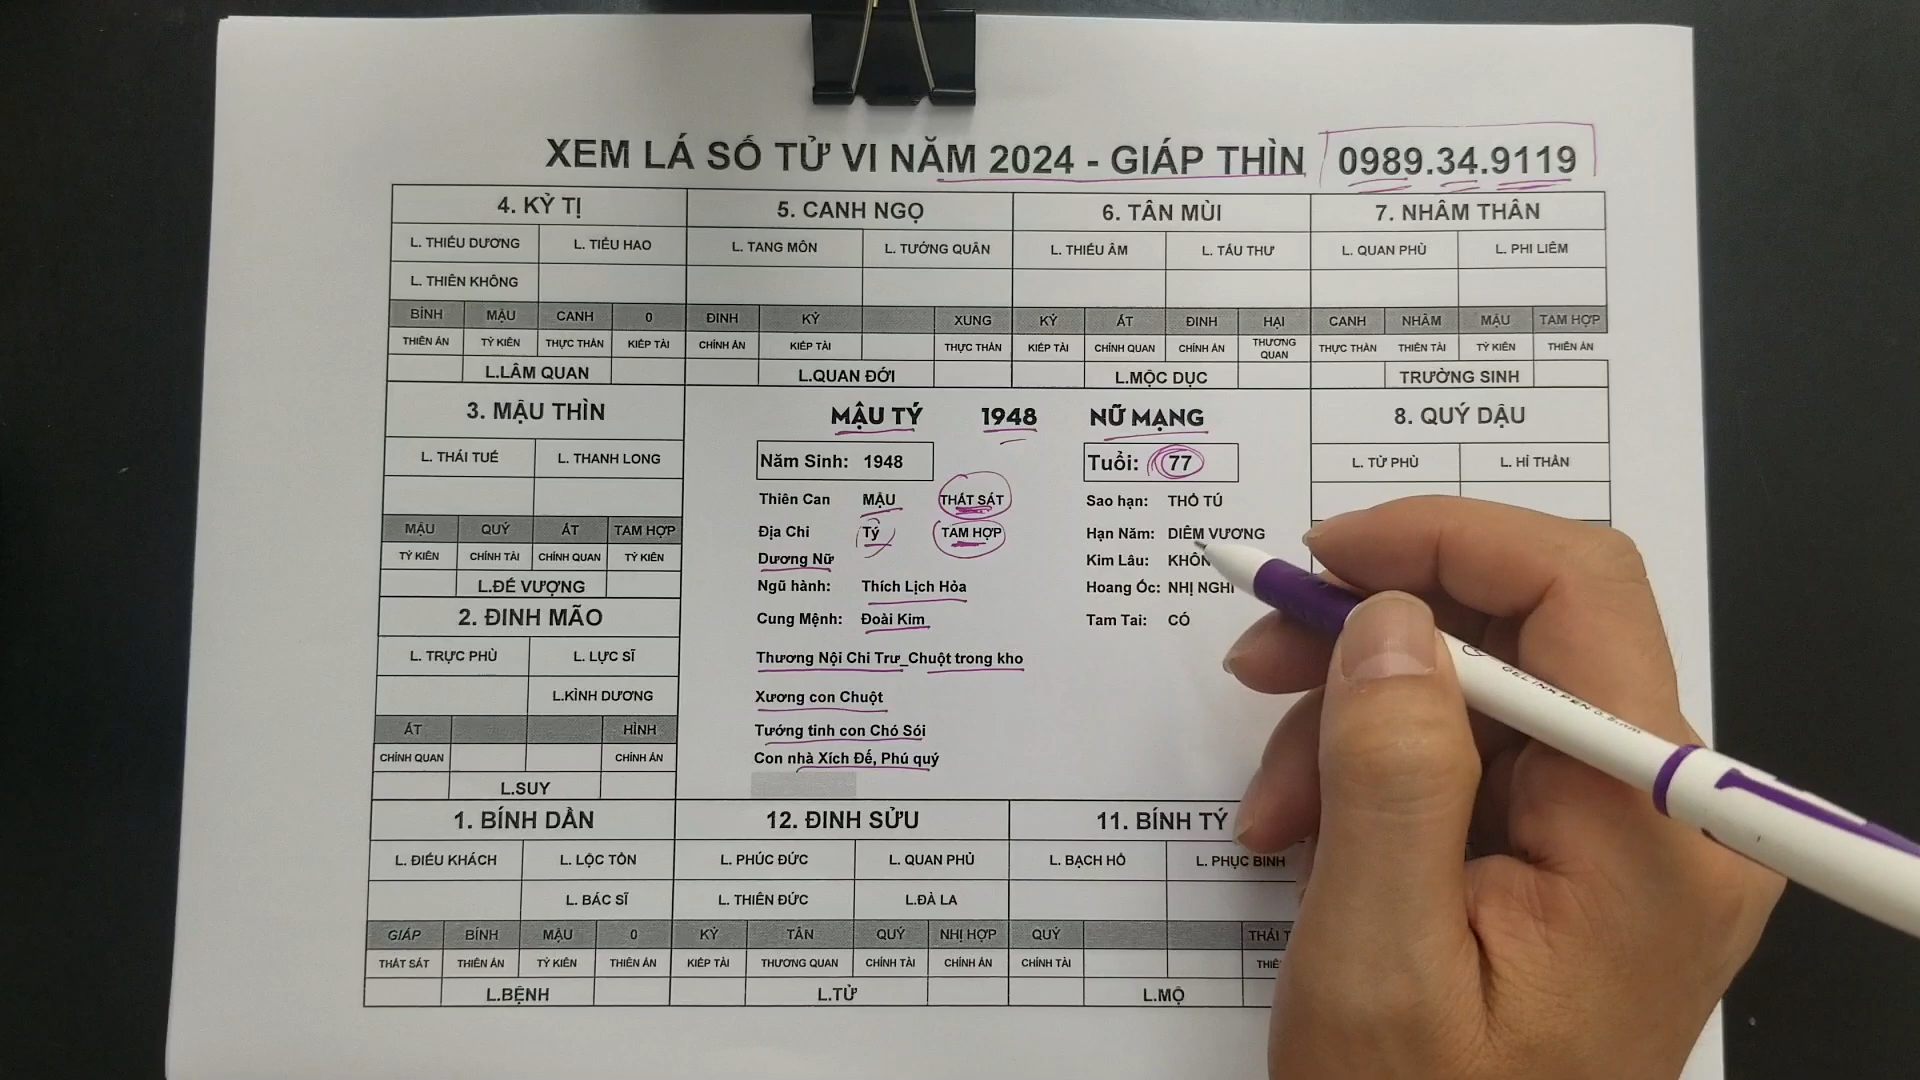 XEM LÁ SỐ TỬ VI NĂM 2024 - GIÁP THÌN 0989.34.9119
4. KỶ TỊ
L. THIẾU DƯƠNG L. TIỂU HAO
L. THIÊN KHÔNG
BÍNH MẬU CANH 0
THIÊN ẤN TỶ KIÊN THỰC THẦN KIẾP TÀI
L.LÂM QUAN
5. CANH NGỌ
L. TANG MÔN L. TƯỚNG QUÂN
ĐINH KỶ XUNG
CHÍNH ẤN KIẾP TÀI THỰC THẦN
L.QUAN ĐỚI
6. TÂN MÙI
L. THIẾU ÂM L. TẤU THƯ
KỶ ẤT ĐINH HẠI
KIẾP TÀI CHÍNH QUAN CHÍNH ẤN THƯƠNG QUAN
L.MỘC DỤC
7. NHÂM THÂN
L. QUAN PHÙ L. PHI LIÊM
CANH NHÂM MẬU TAM HỢP
THỰC THẦN THIÊN TÀI TỶ KIÊN THIÊN ẤN
TRƯỜNG SINH
3. MẬU THÌN
L. THÁI TUẾ L. THANH LONG
MẬU QUÝ ẤT TAM HỢP
TỶ KIÊN CHÍNH TÀI CHÍNH QUAN TỶ KIÊN
L.ĐẾ VƯỢNG
MẬU TÝ 1948 NỮ MẠNG
Năm Sinh: 1948 Tuổi: 77
Thiên Can MẬU THẤT SÁT Sao hạn: THỔ TÚ
Địa Chi Tý TAM HỢP Hạn Năm: DIÊM VƯƠNG
Dương Nữ Kim Lâu: KHÔN
Ngũ hành: Thích Lịch Hỏa Hoang Ốc: NHỊ NGHI
Cung Mệnh: Đoài Kim Tam Tai: CÓ
Thương Nội Chi Trư_Chuột trong kho
Xương con Chuột
Tướng tinh con Chó Sói
Con nhà Xích Đế, Phú quý
8. QUÝ DẬU
L. TỬ PHÙ L. HỈ THẦN
2. ĐINH MÃO
L. TRỰC PHÙ L. LỰC SĨ
L.KÌNH DƯƠNG
ẤT HÌNH
CHÍNH QUAN CHÍNH ẤN
L.SUY
1. BÍNH DẦN
L. ĐIẾU KHÁCH L. LỘC TỒN
L. BÁC SĨ
GIÁP BÍNH MẬU 0
THẤT SÁT THIÊN ẤN TỶ KIÊN THIÊN ẤN
L.BỆNH
12. ĐINH SỬU
L. PHÚC ĐỨC L. QUAN PHỦ
L. THIÊN ĐỨC L.ĐÀ LA
KỶ TÂN QUÝ NHỊ HỢP
KIẾP TÀI THƯƠNG QUAN CHÍNH TÀI CHÍNH ẤN
L.TỬ
11. BÍNH TÝ
L. BẠCH HỔ L. PHỤC BINH
QUÝ THÁI
CHÍNH TÀI
L.MỘ